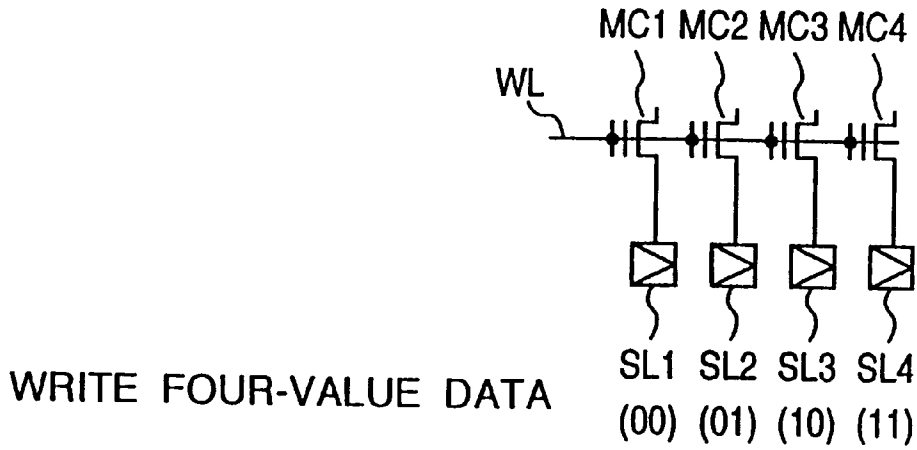 MC1 MC2 MC3 MC4
WL
SL1 SL2 SL3 SL4
WRITE FOUR-VALUE DATA
(00) (01) (10) (11)